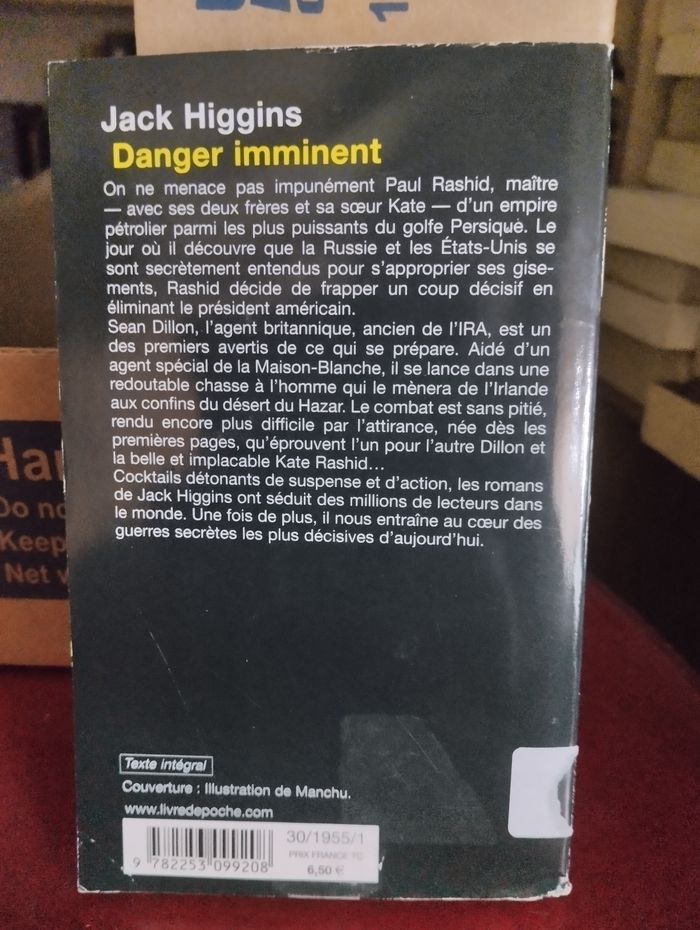 Jack Higgins
Danger imminent
On ne menace pas impunément Paul Rashid, maître
— avec ses deux frères et sa sœur Kate — d'un empire
pétrolier parmi les plus puissants du golfe Persique. Le
jour où il découvre que la Russie et les États-Unis se
sont secrètement entendus pour s'approprier ses gise-
ments, Rashid décide de frapper un coup décisif en
éliminant le président américain.
Sean Dillon, l'agent britannique, ancien de l'IRA, est un
des premiers avertis de ce qui se prépare. Aidé d'un
agent spécial de la Maison-Blanche, il se lance dans une
redoutable chasse à l'homme qui le mènera de l'Irlande
aux confins du désert du Hazar. Le combat est sans pitié,
rendu encore plus difficile par l'attirance, née dès les
premières pages, qu'éprouvent l'un pour l'autre Dillon et
la belle et implacable Kate Rashid...
Cocktails détonants de suspense et d'action, les romans
de Jack Higgins ont séduit des millions de lecteurs dans
le monde. Une fois de plus, il nous entraîne au cœur des
guerres secrètes les plus décisives d'aujourd'hui.
Texte intégral
Couverture : Illustration de Manchu.
www.livredepoche.com
30/1955/1
PRIX FRANCE TC
6,50 €
9 782253 099208
Do no
Keep
Net w